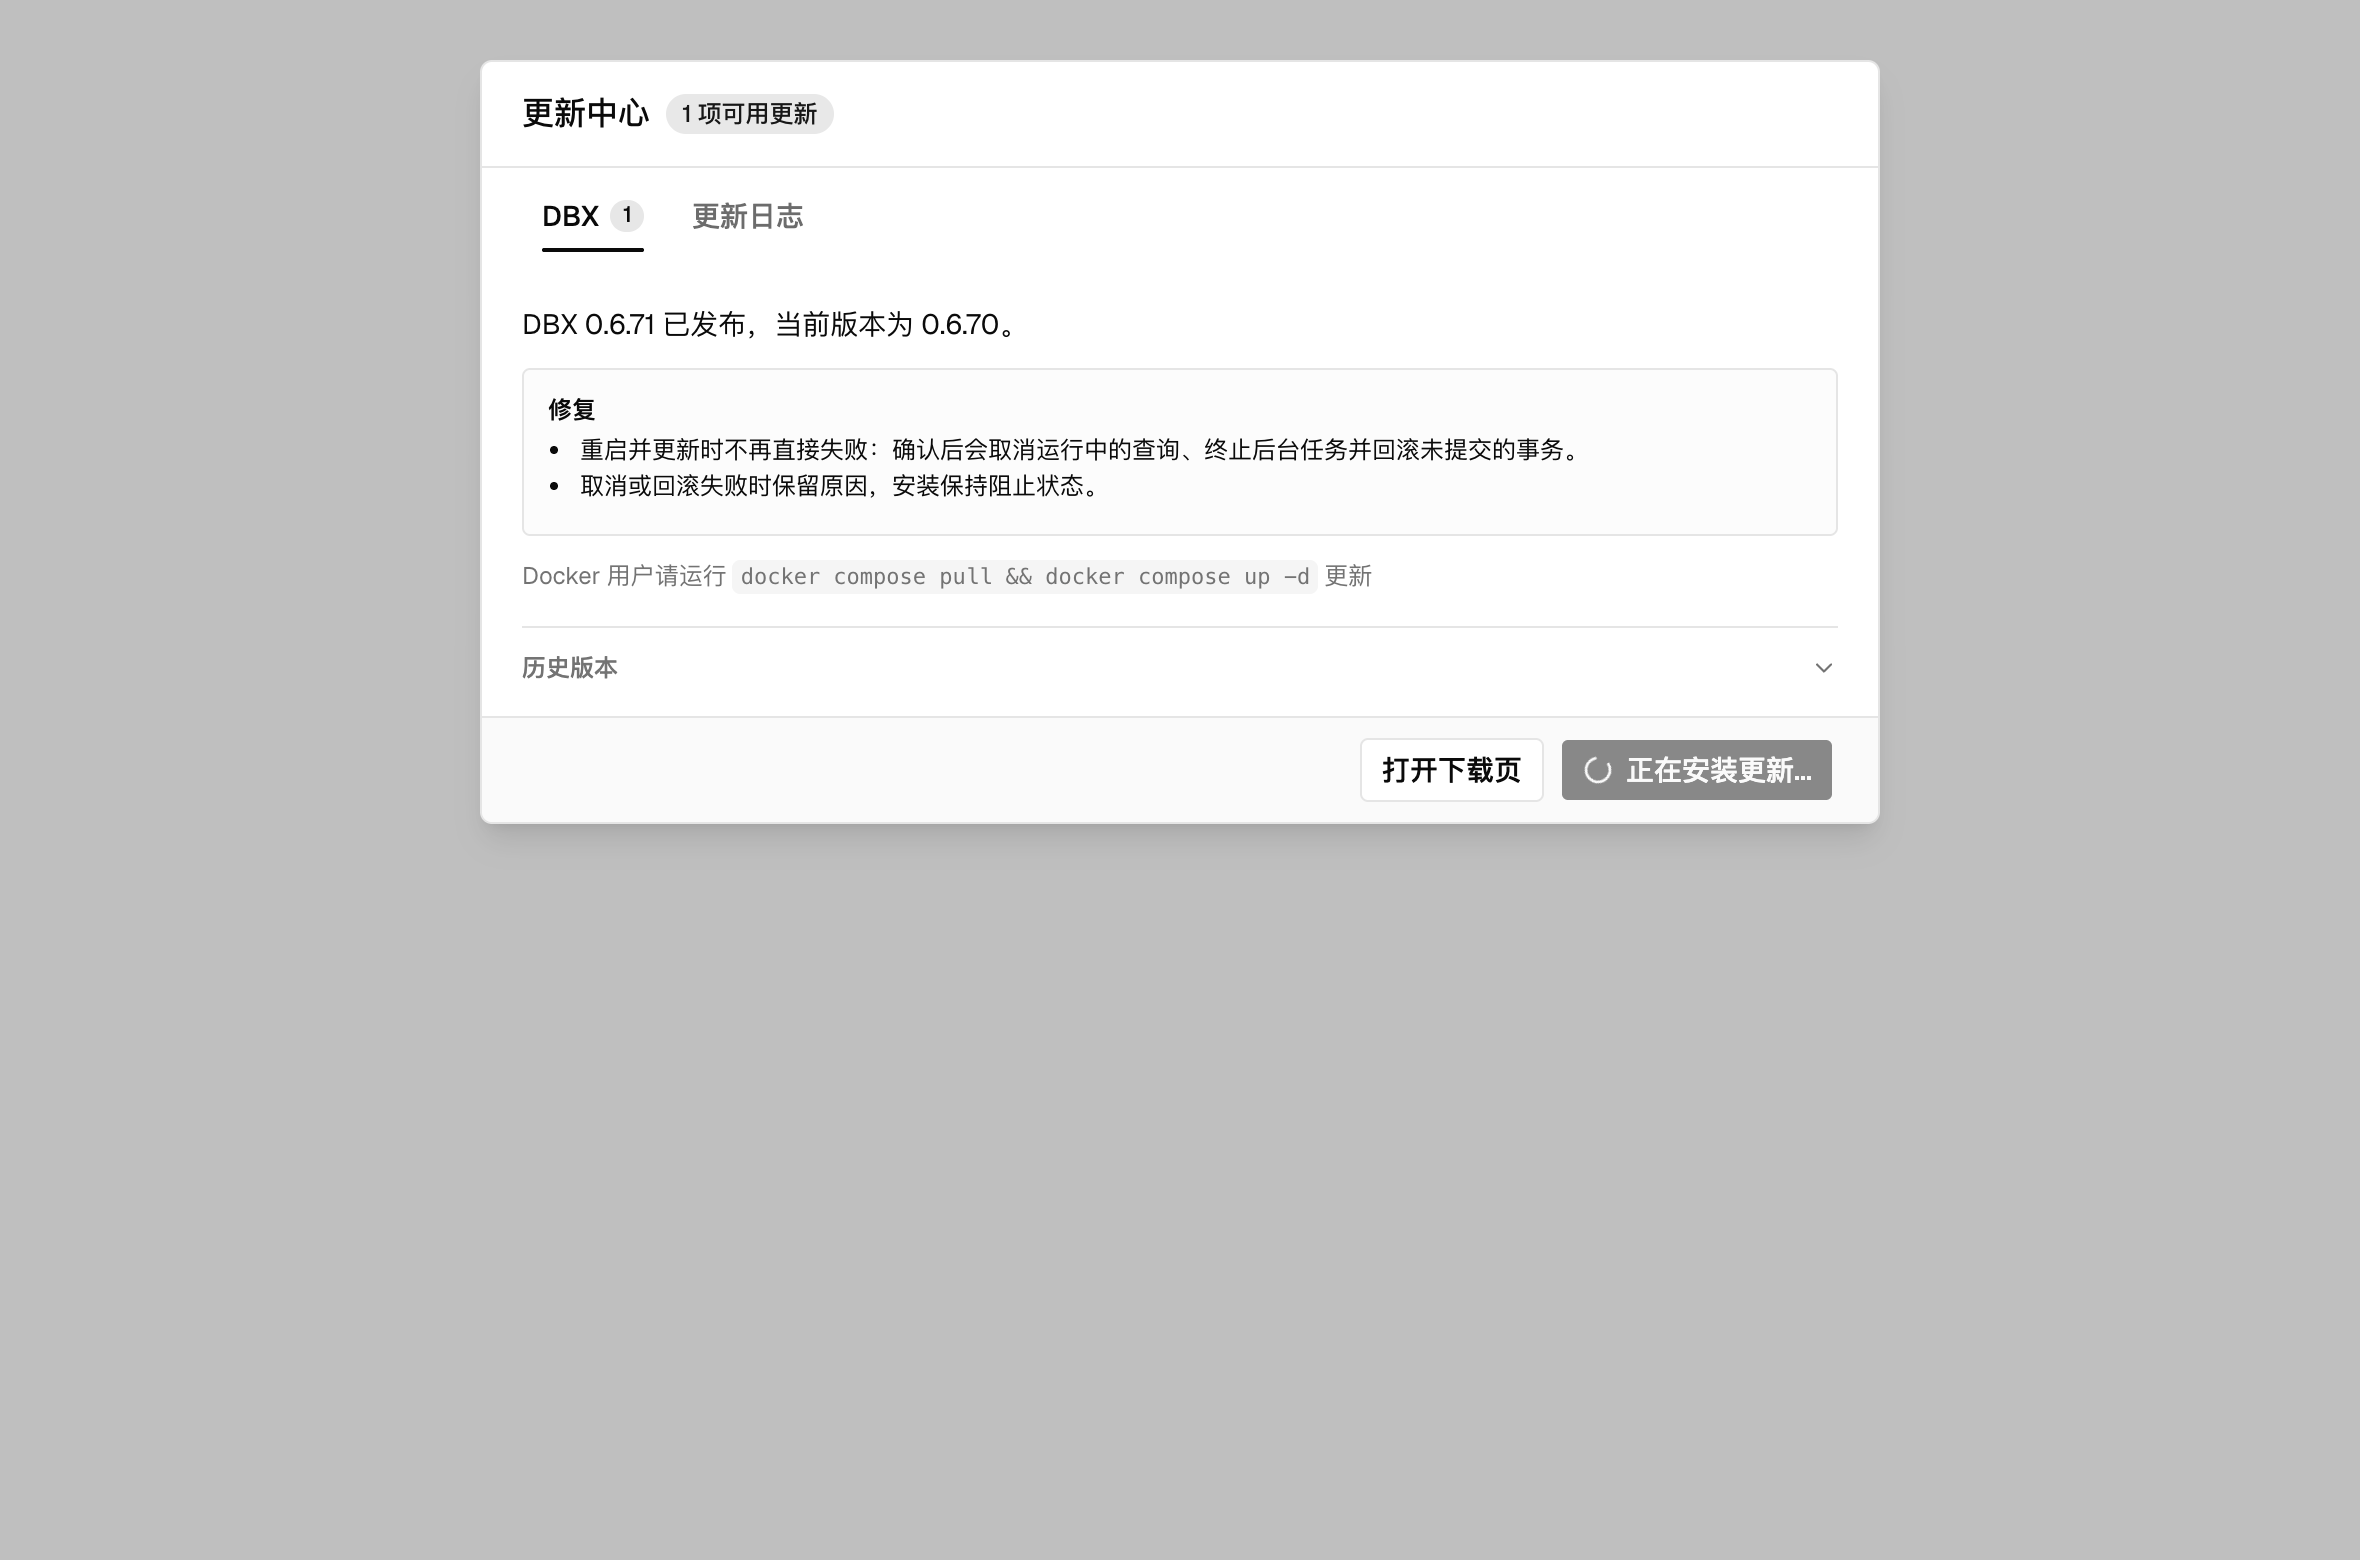 更新中心 1 项可用更新
DBX 1 更新日志
DBX 0.6.71 已发布，当前版本为 0.6.70。
修复
• 重启并更新时不再直接失败：确认后会取消运行中的查询、终止后台任务并回滚未提交的事务。
• 取消或回滚失败时保留原因，安装保持阻止状态。
Docker 用户请运行 docker compose pull && docker compose up -d 更新
历史版本
打开下载页 正在安装更新...